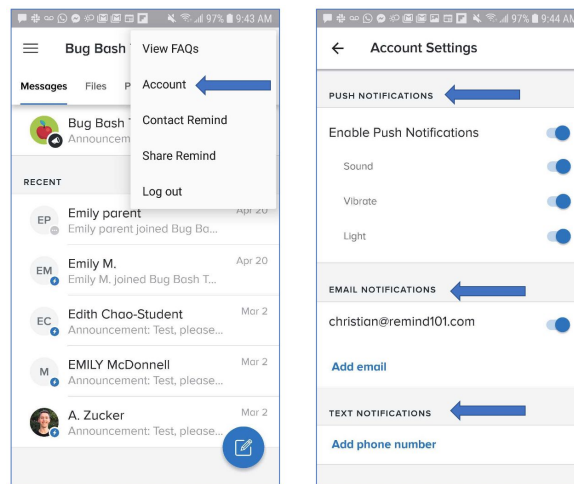 97% 9:43 AM
Bug Bash
View FAQs
Account
Contact Remind
Share Remind
Log out
Messages Files P
Bug Bash
Announcem
RECENT
EP
Emily parent
Apr 20
Emily parent joined Bug Ba...
EM
Emily M.
Apr 20
Emily M. joined Bug Bash T...
EC
Edith Chao-Student
Mar 2
Announcement: Test, please...
M
EMILY McDonnell
Mar 2
Announcement: Test, please...
A. Zucker
Mar 2
Announcement: Test, please...
97% 9:44 AM
Account Settings
PUSH NOTIFICATIONS
Enable Push Notifications
Sound
Vibrate
Light
EMAIL NOTIFICATIONS
christian@remind101.com
Add email
TEXT NOTIFICATIONS
Add phone number